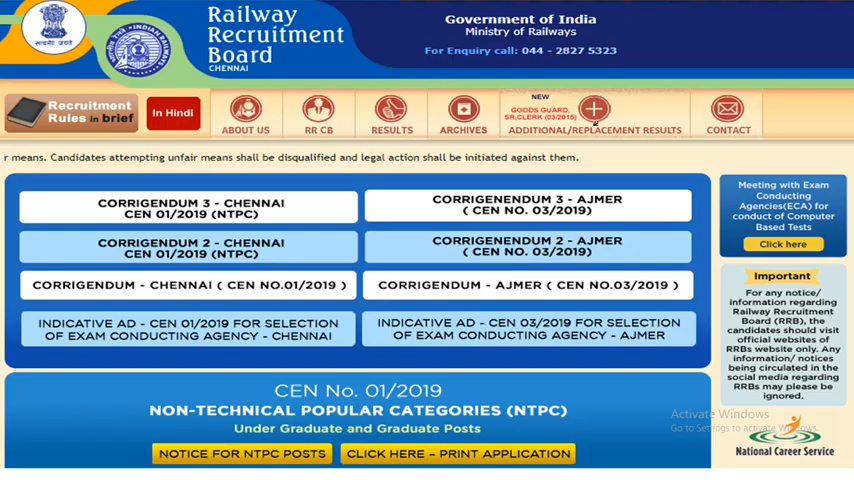 Railway
Recruitment
Board
CHENNAI
Government of India
Ministry of Railways
For Enquiry call: 044 - 2827 5323
सत्यमेव जयते
INDIAN RAILWAYS
Recruitment
Rules in brief
In Hindi
ABOUT US
RR CB
RESULTS
ARCHIVES
NEW
GOODS GUARD,
SR,CLERK (03/2015)
ADDITIONAL/REPLACEMENT RESULTS
CONTACT
r means. Candidates attempting unfair means shall be disqualified and legal action shall be initiated against them.
CORRIGENDUM 3 - CHENNAI
CEN 01/2019 (NTPC)
CORRIGENENDUM 3 - AJMER
( CEN NO. 03/2019)
CORRIGENDUM 2 - CHENNAI
CEN 01/2019 (NTPC)
CORRIGENENDUM 2 - AJMER
( CEN NO. 03/2019)
CORRIGENDUM - CHENNAI ( CEN NO.01/2019 )
CORRIGENDUM - AJMER ( CEN NO.03/2019 )
INDICATIVE AD - CEN 01/2019 FOR SELECTION
OF EXAM CONDUCTING AGENCY - CHENNAI
INDICATIVE AD - CEN 03/2019 FOR SELECTION
OF EXAM CONDUCTING AGENCY - AJMER
CEN No. 01/2019
NON-TECHNICAL POPULAR CATEGORIES (NTPC)
Under Graduate and Graduate Posts
NOTICE FOR NTPC POSTS
CLICK HERE – PRINT APPLICATION
Meeting with Exam
Conducting
Agencies(ECA) for
conduct of Computer
Based Tests
Click here
Important
For any notice/
information regarding
Railway Recruitment
Board (RRB), the
candidates should visit
official websites of
RRBs website only. Any
information/ notices
being circulated in the
social media regarding
RRBs may please be
ignored.
Activate Windows
Go to Settings to activate Windows.
National Career Service